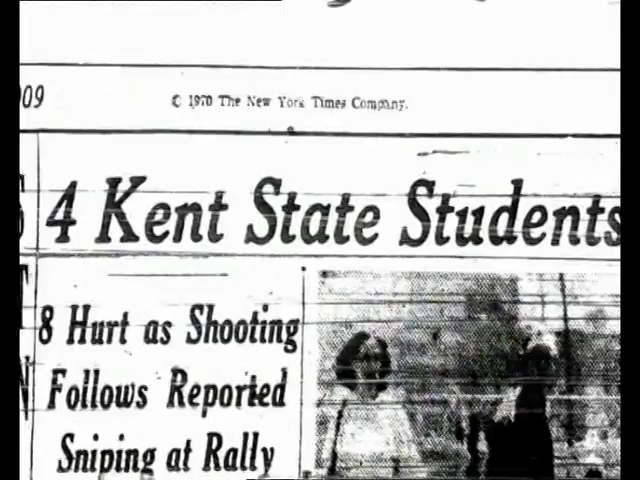 09
© 1970 The New York Times Company.
4 Kent State Students
8 Hurt as Shooting
Follows Reported
Sniping at Rally